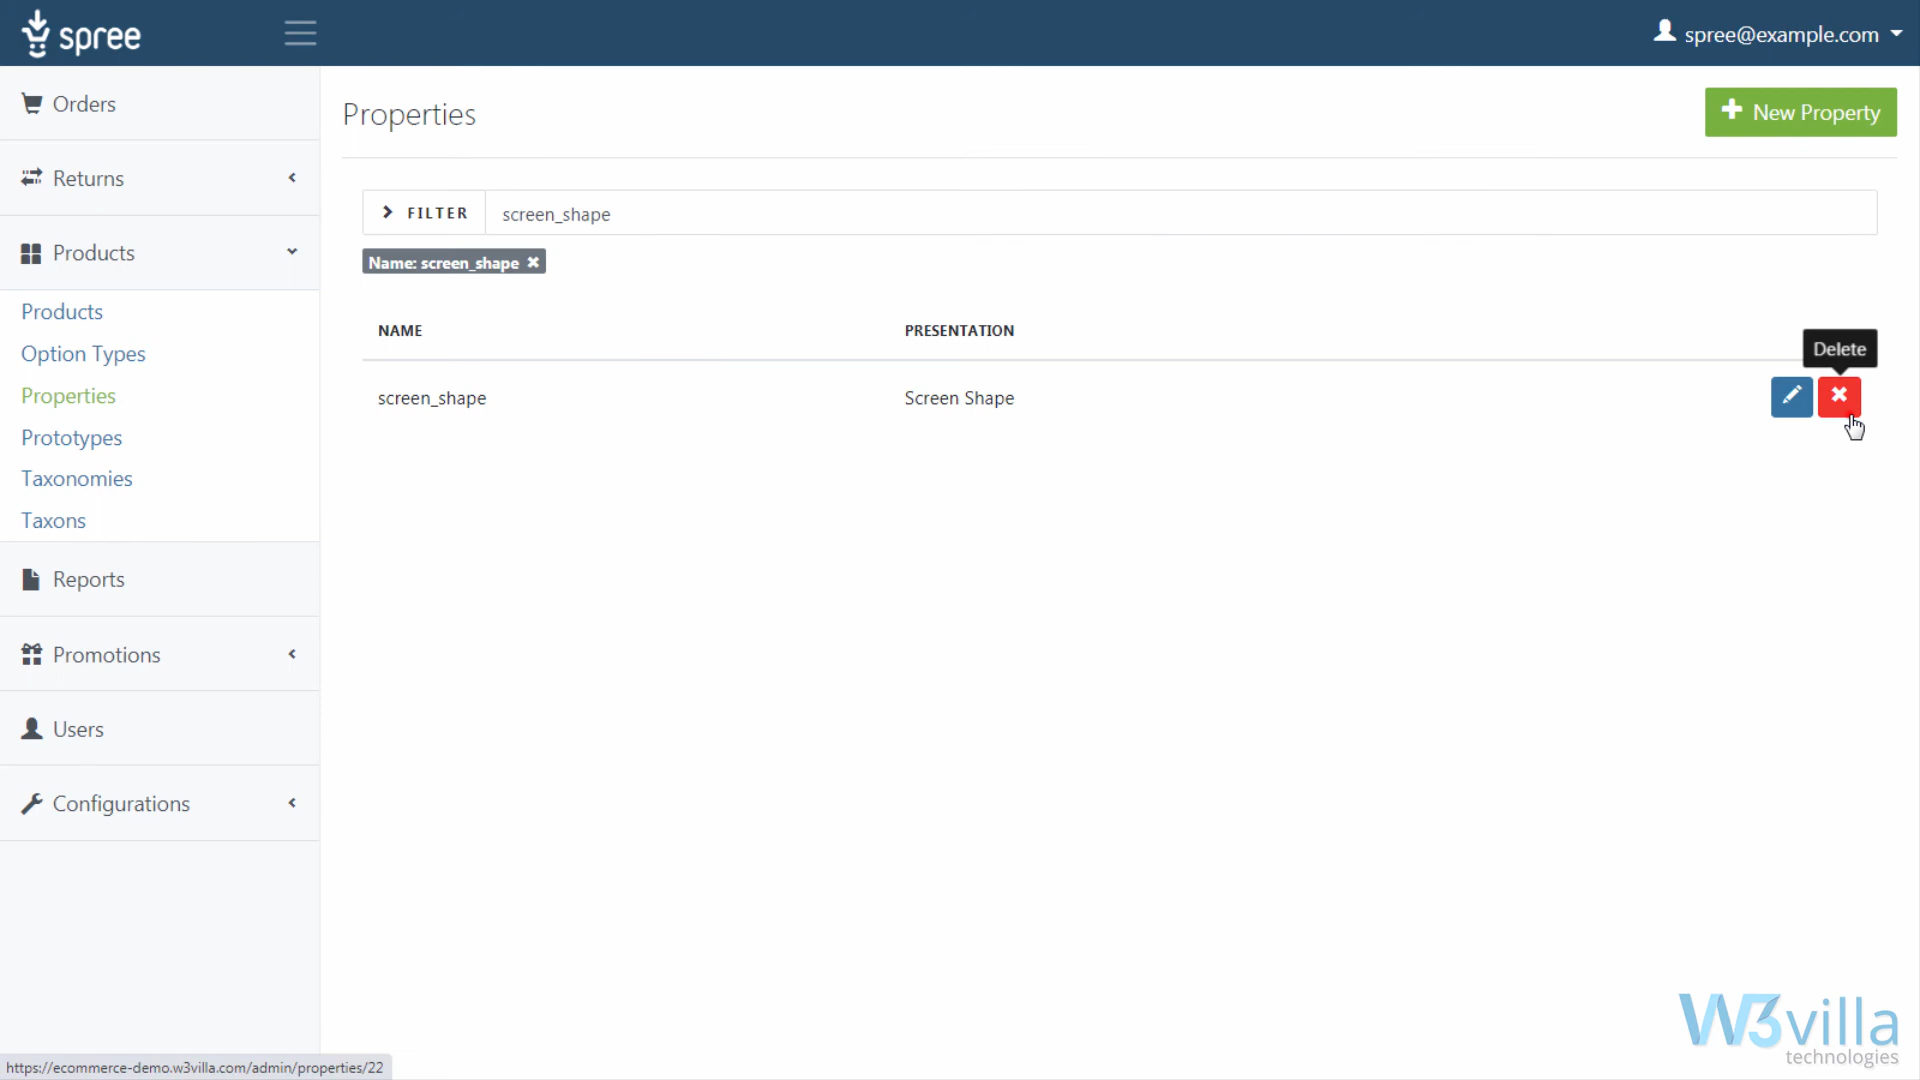 spree
spree@example.com
Orders
Returns
Products
Products
Option Types
Properties
Prototypes
Taxonomies
Taxons
Reports
Promotions
Users
Configurations
Properties
New Property
FILTER screen_shape
Name: screen_shape
NAME PRESENTATION
Delete
screen_shape Screen Shape
W3villa
technologies
https://ecommerce-demo.w3villa.com/admin/properties/22